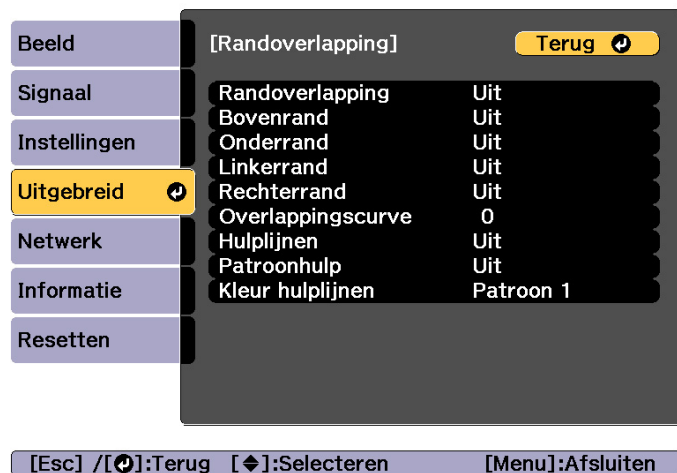 Beeld
Signaal
Instellingen
Uitgebreid
Netwerk
Informatie
Resetten
[Randoverlapping] Terug
Randoverlapping Uit
Bovenrand Uit
Onderrand Uit
Linkerrand Uit
Rechterrand Uit
Overlappingscurve 0
Hulplijnen Uit
Patroonhulp Uit
Kleur hulplijnen Patroon 1
[Esc] /[⏎]:Terug [◆]:Selecteren [Menu]:Afsluiten